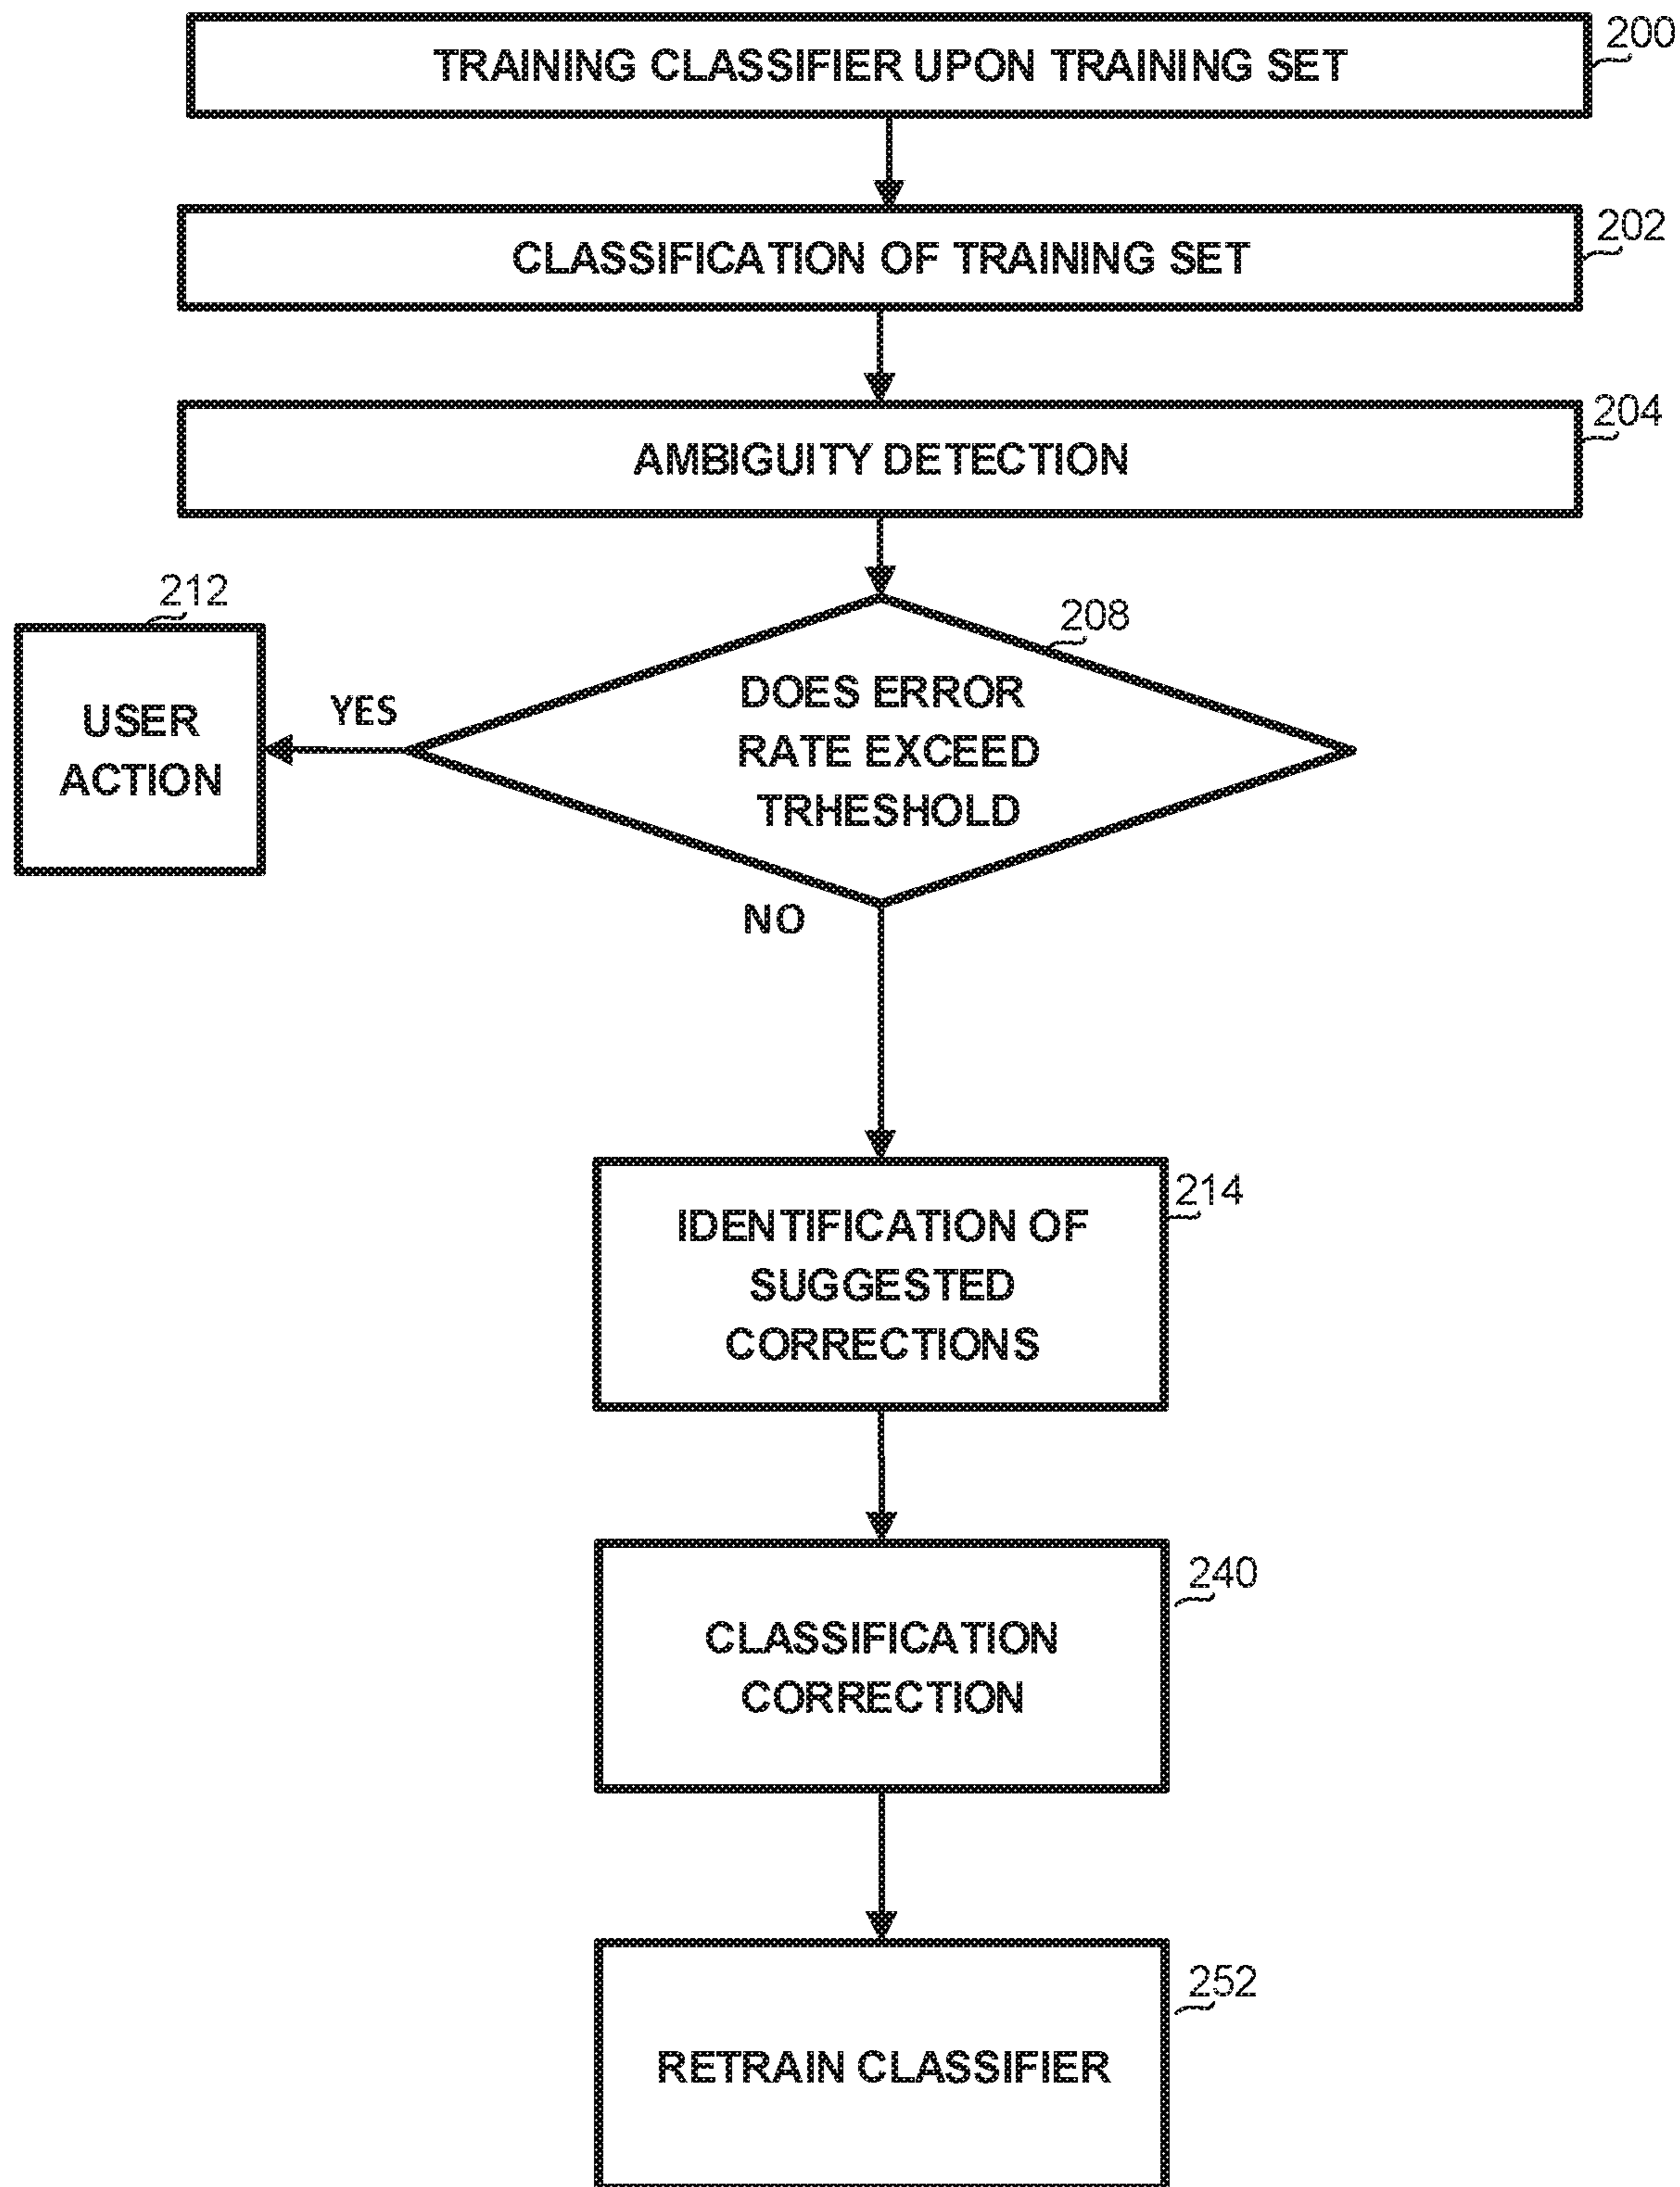 200
TRAINING CLASSIFIER UPON TRAINING SET
202
CLASSIFICATION OF TRAINING SET
204
AMBIGUITY DETECTION
212
USER
ACTION
YES
208
DOES ERROR
RATE EXCEED
TRHESHOLD
NO
214
IDENTIFICATION OF
SUGGESTED
CORRECTIONS
240
CLASSIFICATION
CORRECTION
252
RETRAIN CLASSIFIER